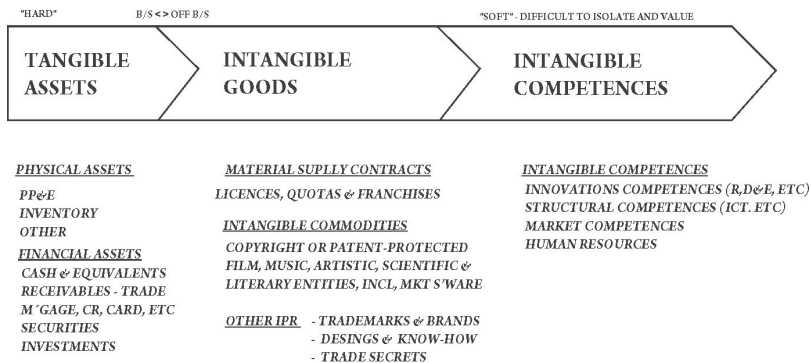 "HARD"
B/S <> OFF B/S
"SOFT" - DIFFICULT TO ISOLATE AND VALUE
TANGIBLE
ASSETS
INTANGIBLE
GOODS
INTANGIBLE
COMPETENCES
PHYSICAL ASSETS
PP&E
INVENTORY
OTHER
FINANCIAL ASSETS
CASH & EQUIVALENTS
RECEIVABLES - TRADE
M´GAGE, CR, CARD, ETC
SECURITIES
INVESTMENTS
MATERIAL SUPLLY CONTRACTS
LICENCES, QUOTAS & FRANCHISES
INTANGIBLE COMMODITIES
COPYRIGHT OR PATENT-PROTECTED
FILM, MUSIC, ARTISTIC, SCIENTIFIC &
LITERARY ENTITIES, INCL, MKT S'WARE
OTHER IPR - TRADEMARKS & BRANDS
- DESINGS & KNOW-HOW
- TRADE SECRETS
INTANGIBLE COMPETENCES
INNOVATIONS COMPETENCES (R,D&E, ETC)
STRUCTURAL COMPETENCES (ICT. ETC)
MARKET COMPETENCES
HUMAN RESOURCES